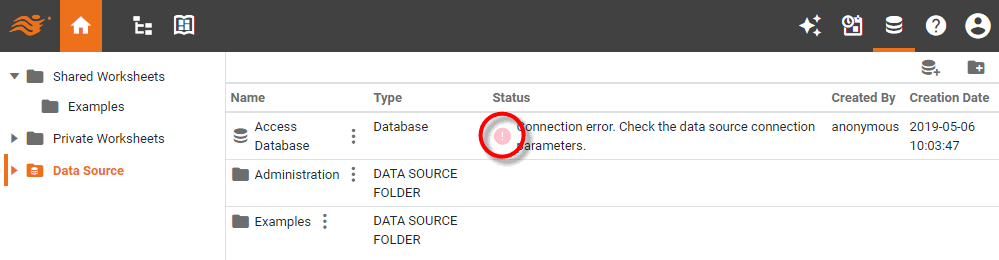 Shared Worksheets
Examples
Private Worksheets
Data Source
Name Type Status Created By Creation Date
Access Database Connection error. Check the data source connection anonymous 2019-05-06
Database parameters. 10:03:47
Administration DATA SOURCE
FOLDER
Examples DATA SOURCE
FOLDER